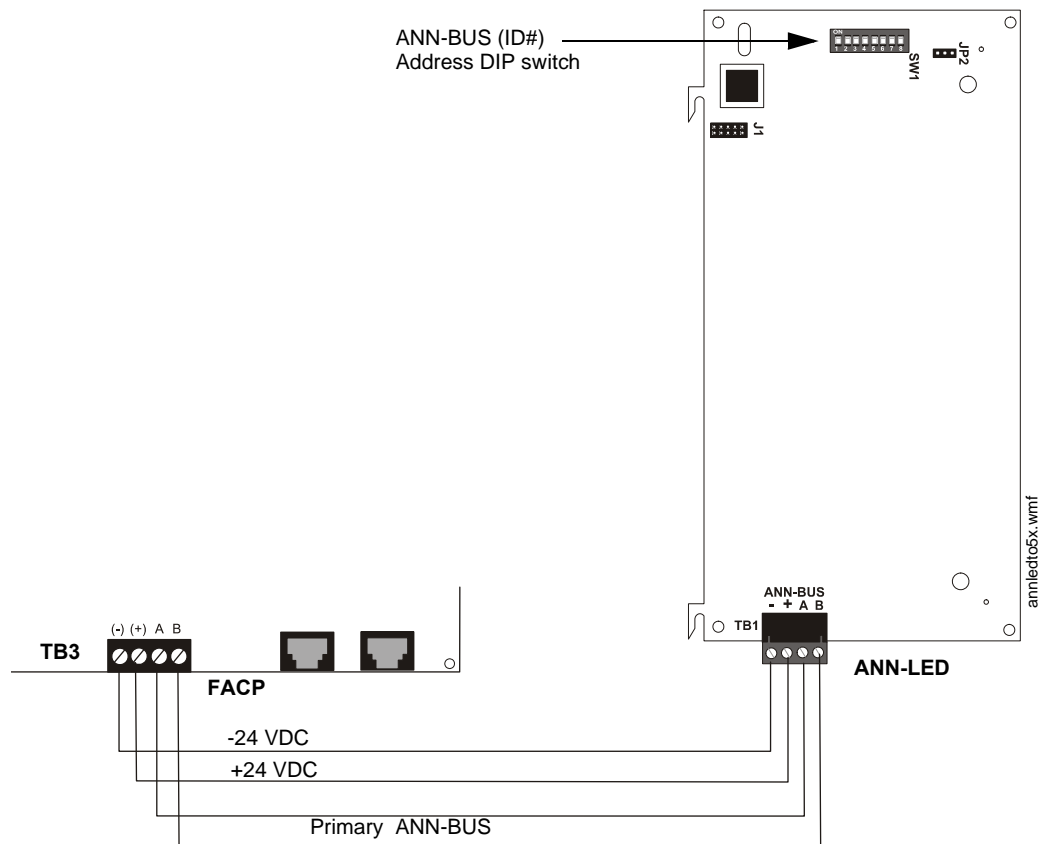 ANN-BUS (ID#)
Address DIP switch
ON
1 2 3 4 5 6 7 8
SW1
JP2
J1
annledto5x.wmf
ANN-BUS
- + A B
TB1
ANN-LED
(-) (+) A B
TB3
FACP
-24 VDC
+24 VDC
Primary ANN-BUS